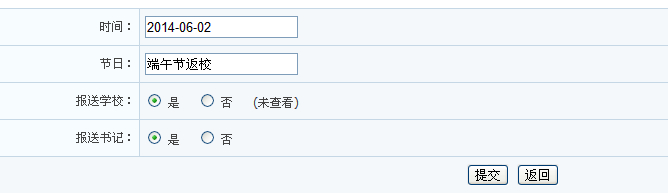 时间： 2014-06-02
节日： 端午节返校
报送学校： 是 否 (未查看)
报送书记： 是 否
提交 返回